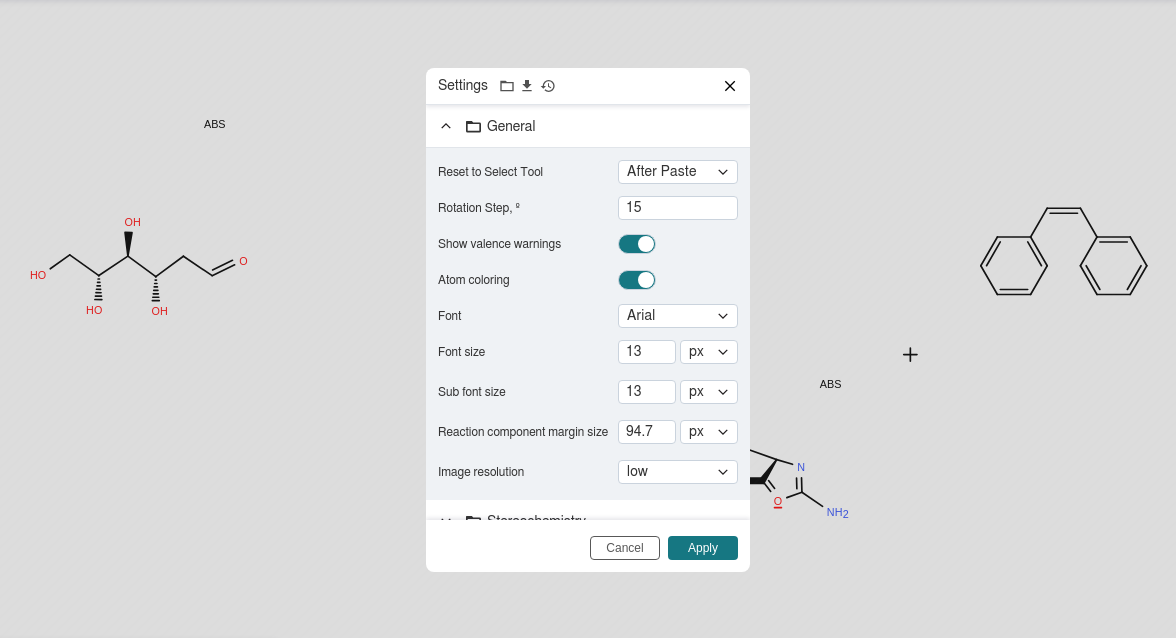 Settings
General
Reset to Select Tool After Paste
Rotation Step, º 15
Show valence warnings
Atom coloring
Font Arial
Font size 13 px
Sub font size 13 px
Reaction component margin size 94.7 px
Image resolution low
Stereochemistry
Cancel Apply
ABS
OH
HO
O
HO
OH
ABS
+
N
O
NH2